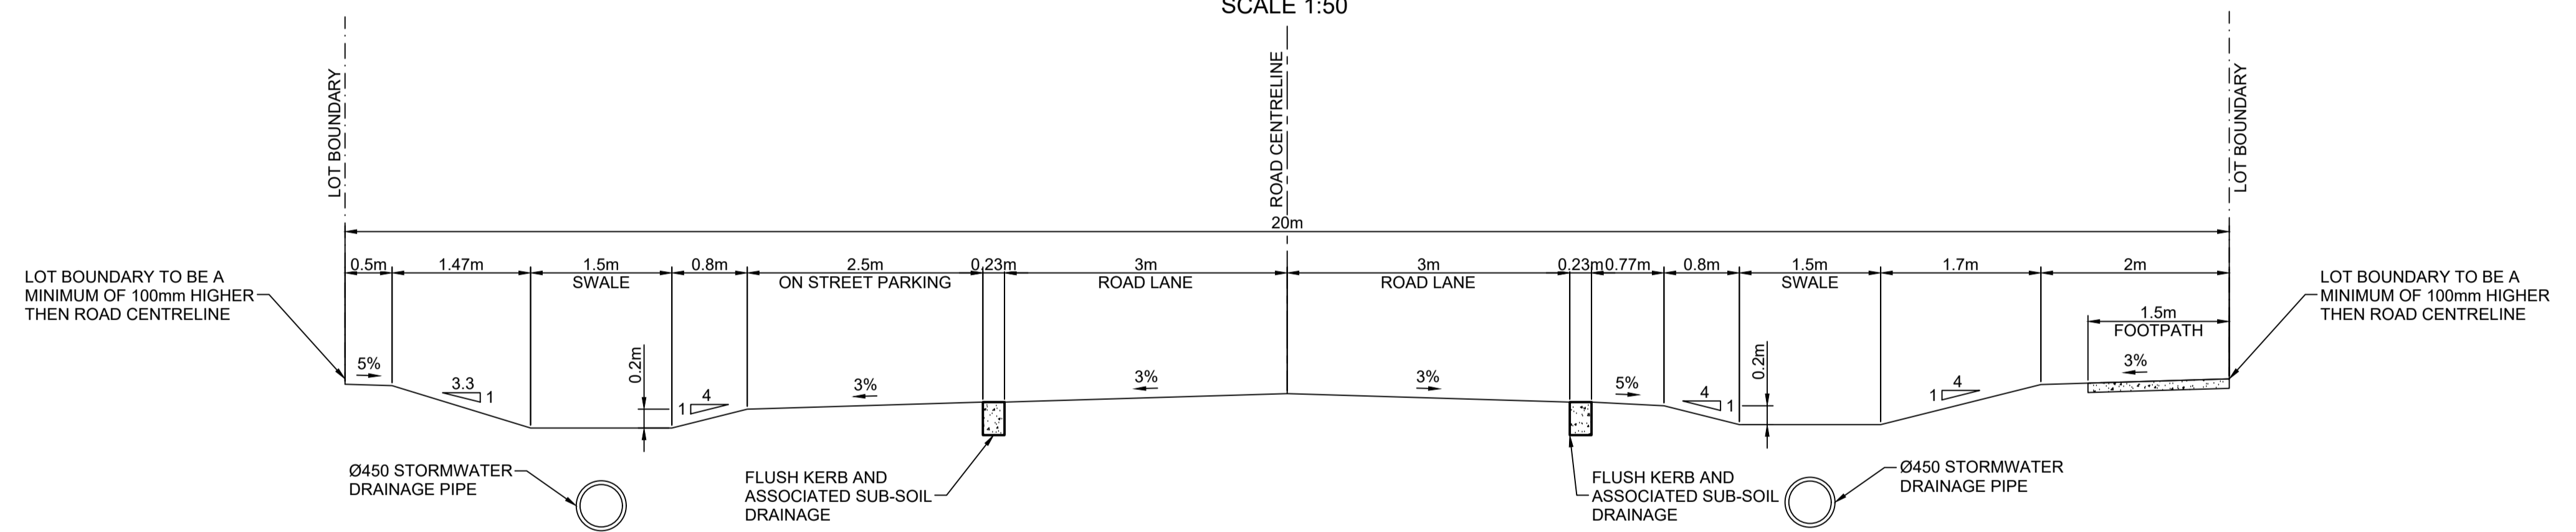 SCALE 1:50
LOT BOUNDARY
ROAD CENTRELINE
LOT BOUNDARY
20m
0.5m
1.47m
1.5m
SWALE
0.8m
2.5m
ON STREET PARKING
0.23m
3m
ROAD LANE
3m
ROAD LANE
0.23m
0.77m
0.8m
1.5m
SWALE
1.7m
2m
LOT BOUNDARY TO BE A
MINIMUM OF 100mm HIGHER
THEN ROAD CENTRELINE
LOT BOUNDARY TO BE A
MINIMUM OF 100mm HIGHER
THEN ROAD CENTRELINE
1.5m
FOOTPATH
5%
3.3
1
0.2m
4
1
3%
3%
3%
5%
4
1
0.2m
4
1
3%
Ø450 STORMWATER
DRAINAGE PIPE
FLUSH KERB AND
ASSOCIATED SUB-SOIL
DRAINAGE
FLUSH KERB AND
ASSOCIATED SUB-SOIL
DRAINAGE
Ø450 STORMWATER
DRAINAGE PIPE